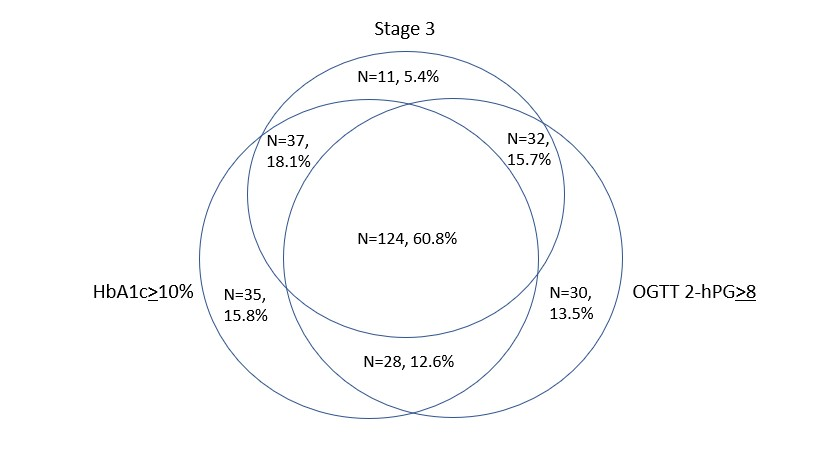 Stage 3
N=11, 5.4%
N=37,
18.1%
N=32,
15.7%
N=124, 60.8%
HbA1c≥10%
OGTT 2-hPG≥8
N=35,
15.8%
N=30,
13.5%
N=28, 12.6%